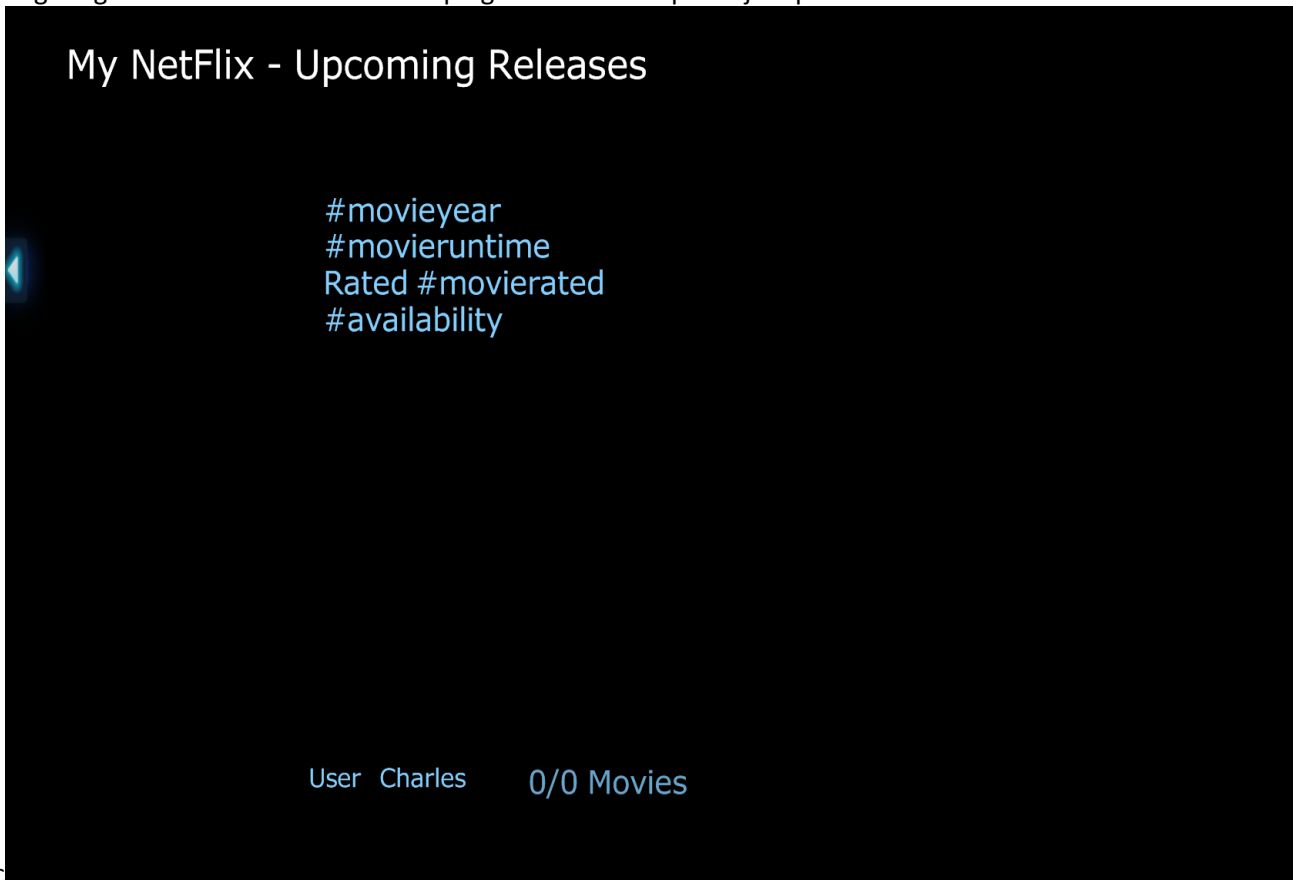 My NetFlix - Upcoming Releases
#movieyear
#movieruntime
Rated #movierated
#availability
User Charles 0/0 Movies